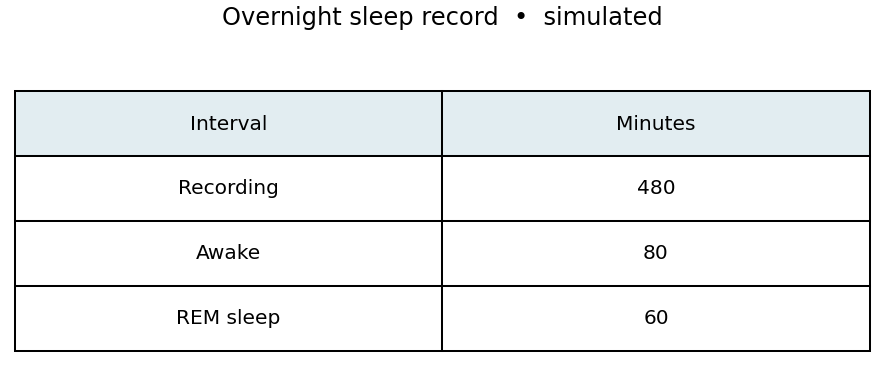 Overnight sleep record • simulated
Interval Minutes
Recording 480
Awake 80
REM sleep 60